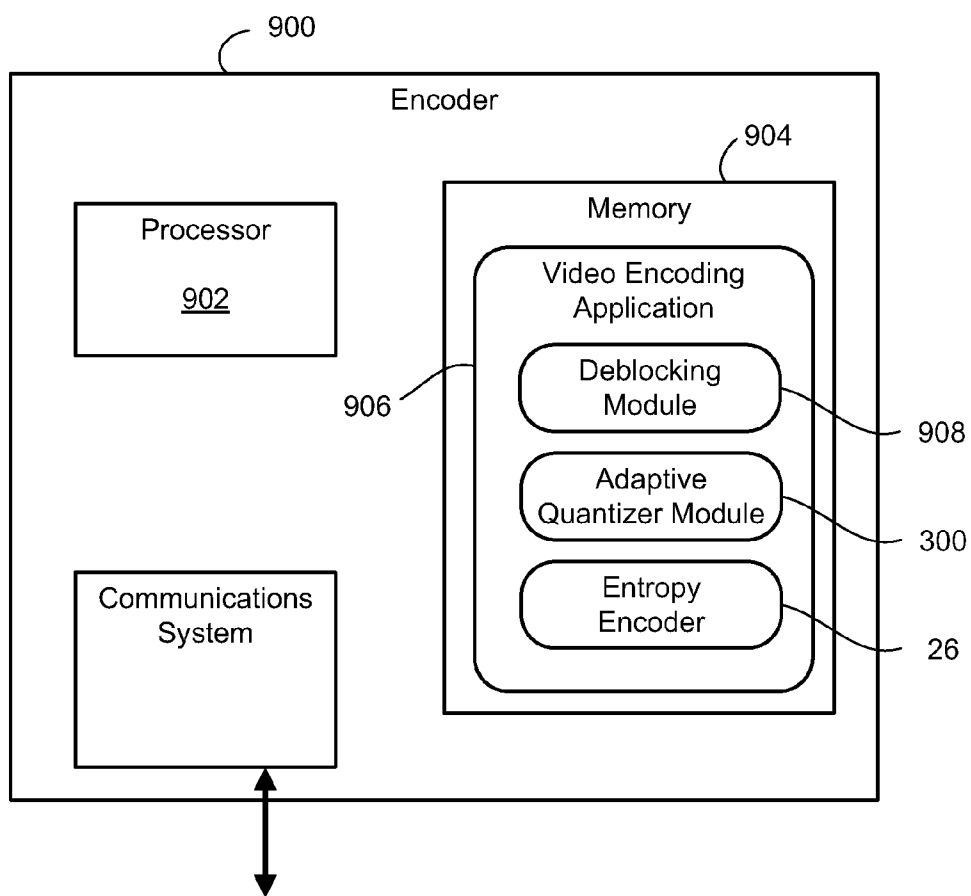 900
Encoder
904
Memory
Processor
902
Video Encoding
Application
Deblocking
Module
906
908
Adaptive
Quantizer Module
300
Communications
System
Entropy
Encoder
26